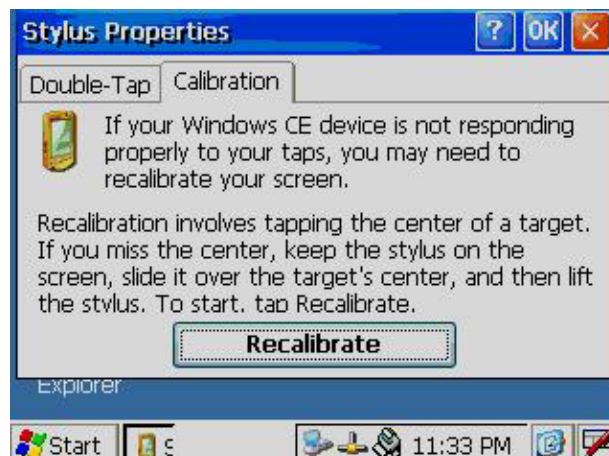 Stylus Properties ? OK ×
Double-Tap Calibration
If your Windows CE device is not responding
properly to your taps, you may need to
recalibrate your screen.
Recalibration involves tapping the center of a target.
If you miss the center, keep the stylus on the
screen, slide it over the target's center, and then lift
the stylus. To start, tap Recalibrate.
Recalibrate
Explorer
Start S 11:33 PM